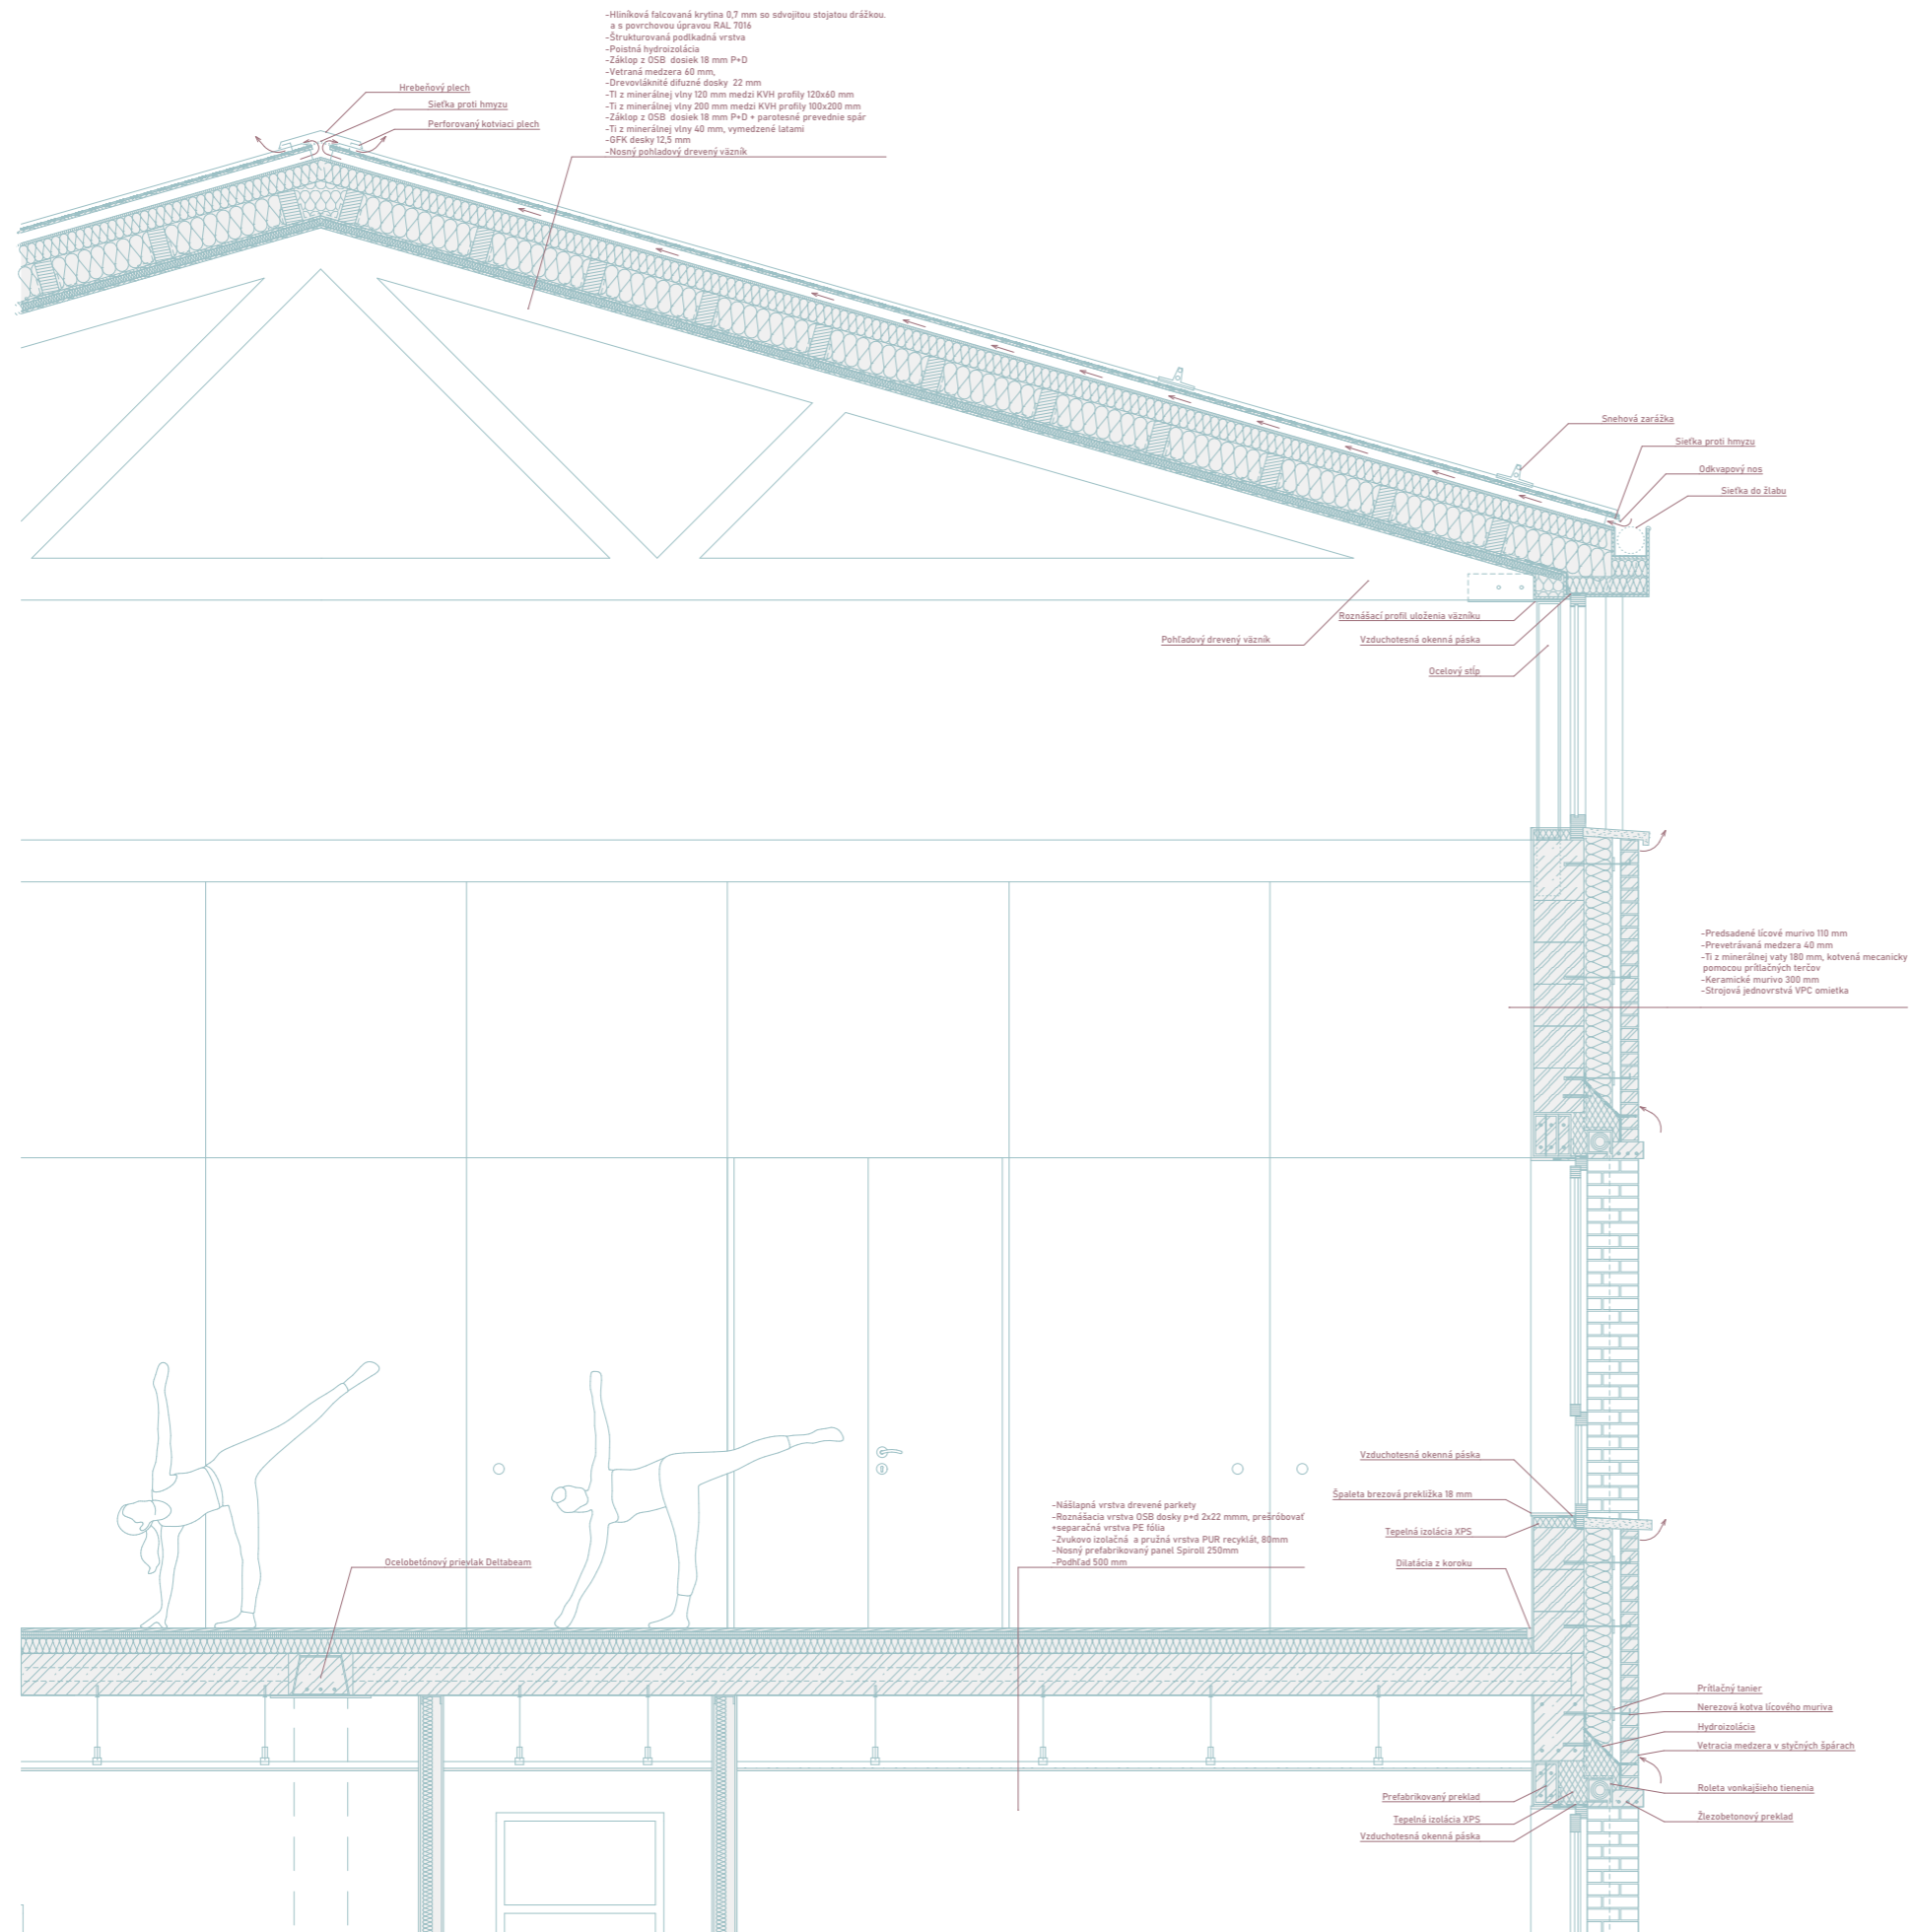 -Hliníková falcovaná krytina 0,7 mm so sdvojitou stojatou drážkou.
a s povrchovou úpravou RAL 7016
-Štrukturovaná podlkadná vrstva
-Poistná hydroizolácia
-Záklop z OSB dosiek 18 mm P+D
-Vetraná medzera 60 mm,
-Drevovláknité difuzné dosky 22 mm
-TI z minerálnej vlny 120 mm medzi KVH profily 120x60 mm
-Ti z minerálnej vlny 200 mm medzi KVH profily 100x200 mm
-Záklop z OSB dosiek 18 mm P+D + parotesné prevednie spár
-Ti z minerálnej vlny 40 mm, vymedzené latami
-GFK desky 12,5 mm
-Nosný pohladový drevený väzník
Hrebeňový plech
Sieťka proti hmyzu
Perforovaný kotviaci plech
Snehová zarážka
Sieťka proti hmyzu
Odkvapový nos
Sieťka do žlabu
Roznášací profil uloženia väzníku
Pohľadový drevený väzník
Vzduchotesná okenná páska
Ocelový stĺp
-Predsadené lícové murivo 110 mm
-Prevetrávaná medzera 40 mm
-Ti z minerálnej vaty 180 mm, kotvená mecanicky
pomocou prítlačných terčov
-Keramické murivo 300 mm
-Strojová jednovrstvá VPC omietka
Vzduchotesná okenná páska
Špaleta brezová preklížka 18 mm
Tepelná izolácia XPS
Dilatácia z koroku
-Nášlapná vrstva drevené parkety
-Roznášacia vrstva OSB dosky p+d 2x22 mmm, prešróbovať
+separačná vrstva PE fólia
-Zvukovo izolačná a pružná vrstva PUR recyklát, 80mm
-Nosný prefabrikovaný panel Spiroll 250mm
-Podhľad 500 mm
Ocelobetónový prievlak Deltabeam
Prítlačný tanier
Nerezová kotva lícového muriva
Hydroizolácia
Vetracia medzera v styčných špárach
Roleta vonkajšieho tienenia
Žlezobetonový preklad
Prefabrikovaný preklad
Tepelná izolácia XPS
Vzduchotesná okenná páska